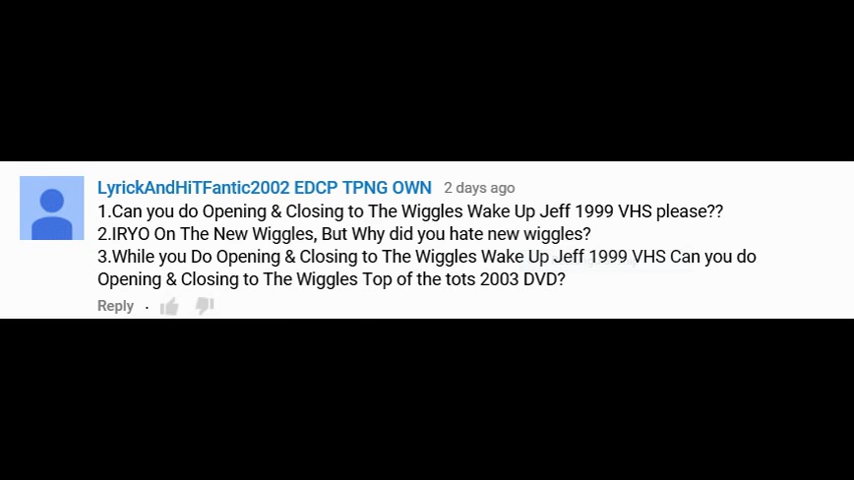 LyrickAndHiTFantic2002 EDCP TPNG OWN 2 days ago
1.Can you do Opening & Closing to The Wiggles Wake Up Jeff 1999 VHS please??
2.IRYO On The New Wiggles, But Why did you hate new wiggles?
3.While you Do Opening & Closing to The Wiggles Wake Up Jeff 1999 VHS Can you do
Opening & Closing to The Wiggles Top of the tots 2003 DVD?
Reply ·